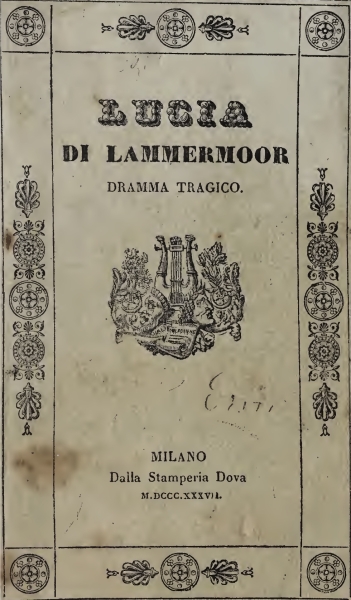 LUCIA
DI LAMMERMOOR
DRAMMA TRAGICO.
MILANO
Dalla Stamperia Dova
M.DCCC.XXXVII.